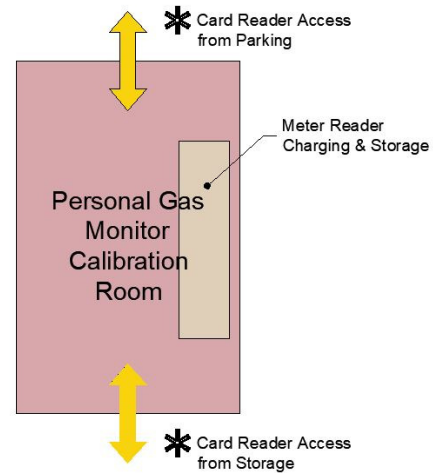 Card Reader Access
from Parking
Meter Reader
Charging & Storage
Personal Gas
Monitor
Calibration
Room
Card Reader Access
from Storage